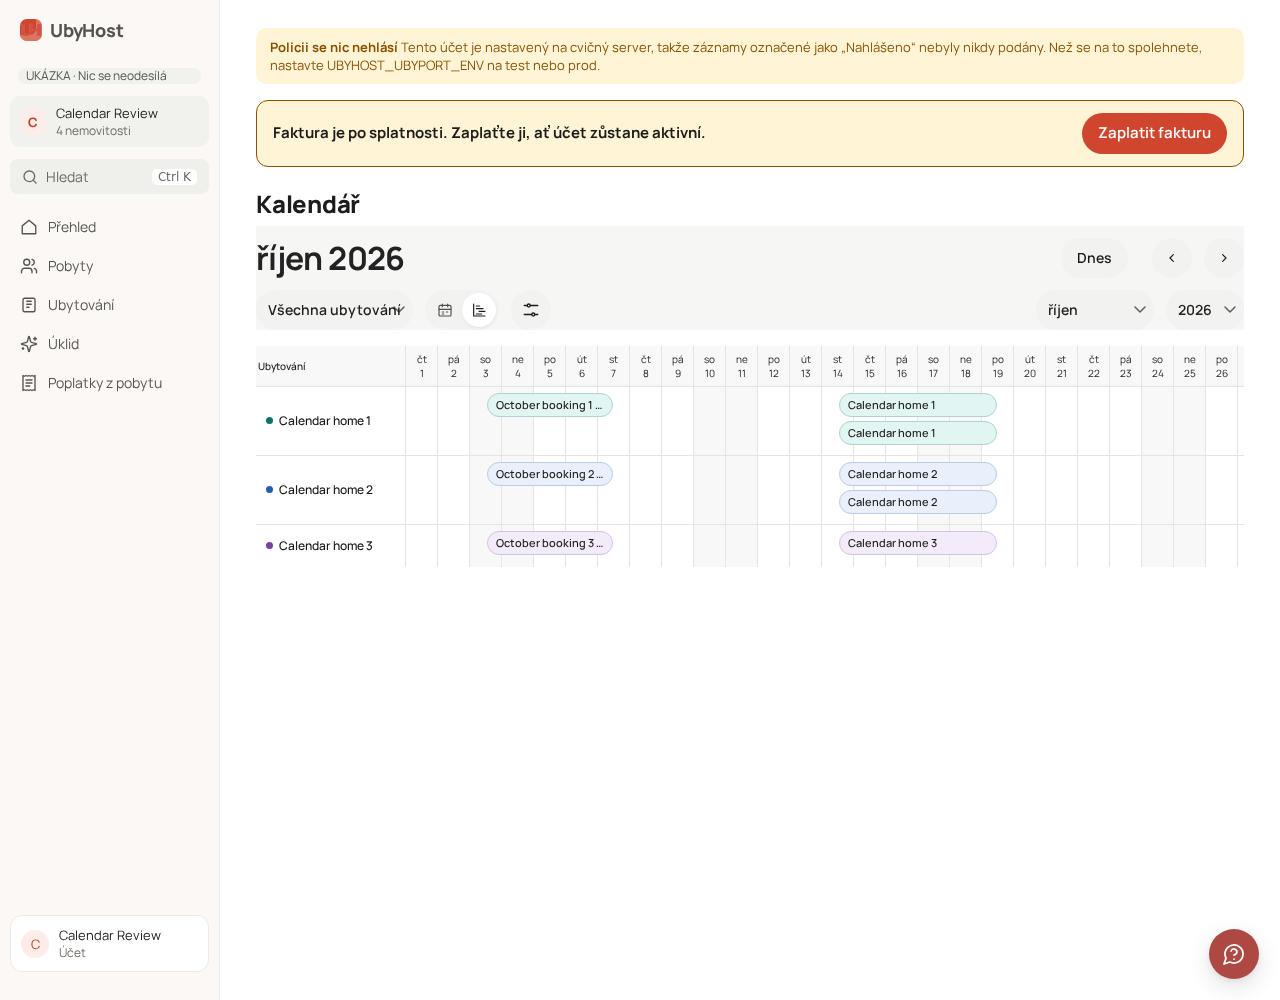 UbyHost
UKÁZKA · Nic se neodesílá
C
Calendar Review
4 nemovitosti
Hledat
Ctrl K
Přehled
Pobyty
Ubytování
Úklid
Poplatky z pobytu
C
Calendar Review
Účet
Policii se nic nehlásí Tento účet je nastavený na cvičný server, takže záznamy označené jako „Nahlášeno“ nebyly nikdy podány. Než se na to spolehnete,
nastavte UBYHOST_UBYPORT_ENV na test nebo prod.
Faktura je po splatnosti. Zaplaťte ji, ať účet zůstane aktivní.
Zaplatit fakturu
Kalendář
říjen 2026
Dnes
Všechna ubytování
říjen
2026
Ubytování
čt pá so ne po út st čt pá so ne po út st čt pá so ne po út st čt pá so ne po
1 2 3 4 5 6 7 8 9 10 11 12 13 14 15 16 17 18 19 20 21 22 23 24 25 26
Calendar home 1
October booking 1 ...
Calendar home 1
Calendar home 1
Calendar home 2
October booking 2 ...
Calendar home 2
Calendar home 2
Calendar home 3
October booking 3 ...
Calendar home 3